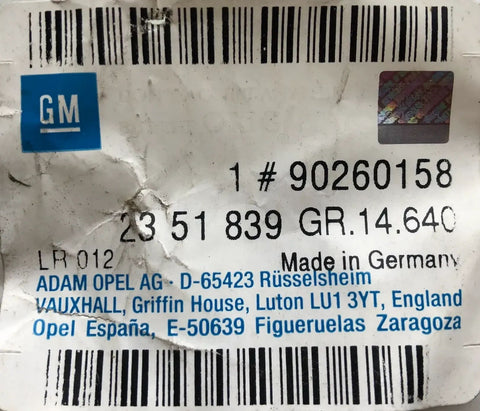 GM
1 # 90260158
23 51 839 GR.14.640
LR 012 Made in Germany
ADAM OPEL AG - D-65423 Rüsselsheim
VAUXHALL, Griffin House, Luton LU1 3YT, England
Opel España, E-50639 Figueruelas Zaragoza